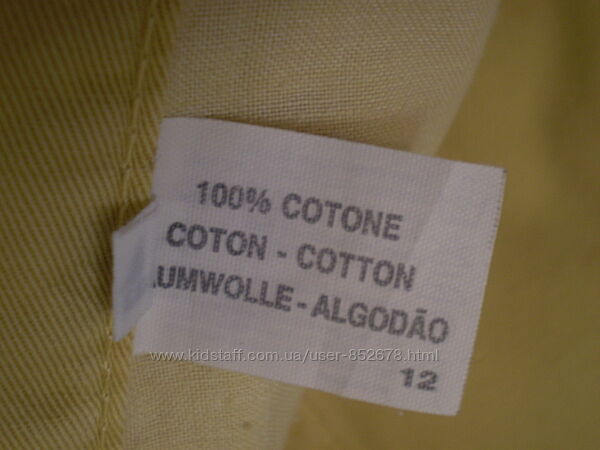 100% COTONE
COTON - COTTON
UMWOLLE-ALGODÃO
www.kidstaff.com.ua/user-852678.html
12